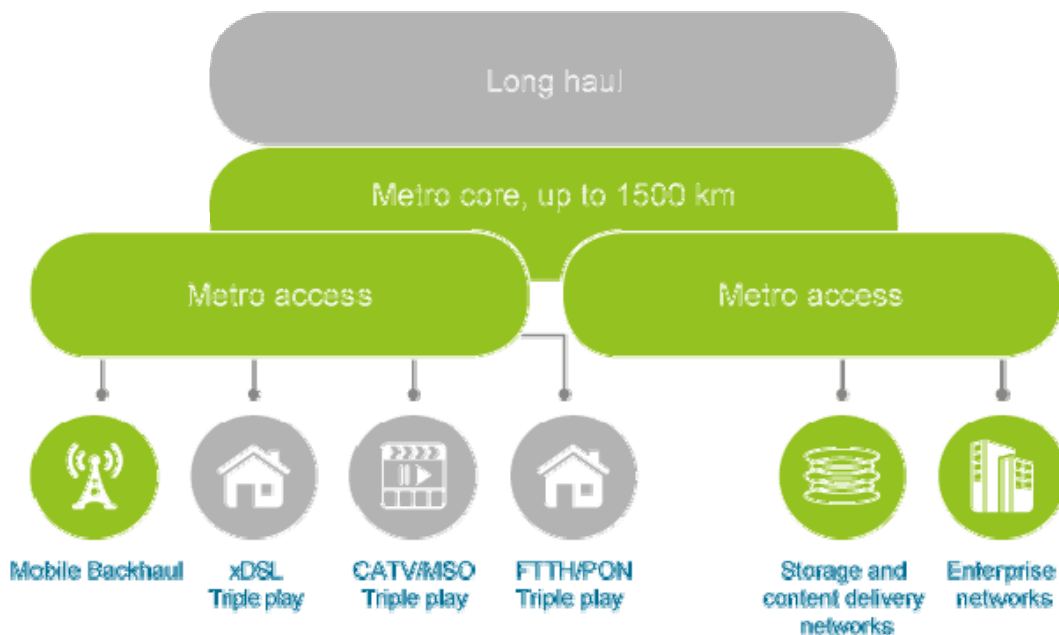 Long haul
Metro core, up to 1500 km
Metro access
Metro access
Mobile Backhaul
xDSL
Triple play
CATV/MSO
Triple play
FTTH/PON
Triple play
Storage and
content delivery
networks
Enterprise
networks